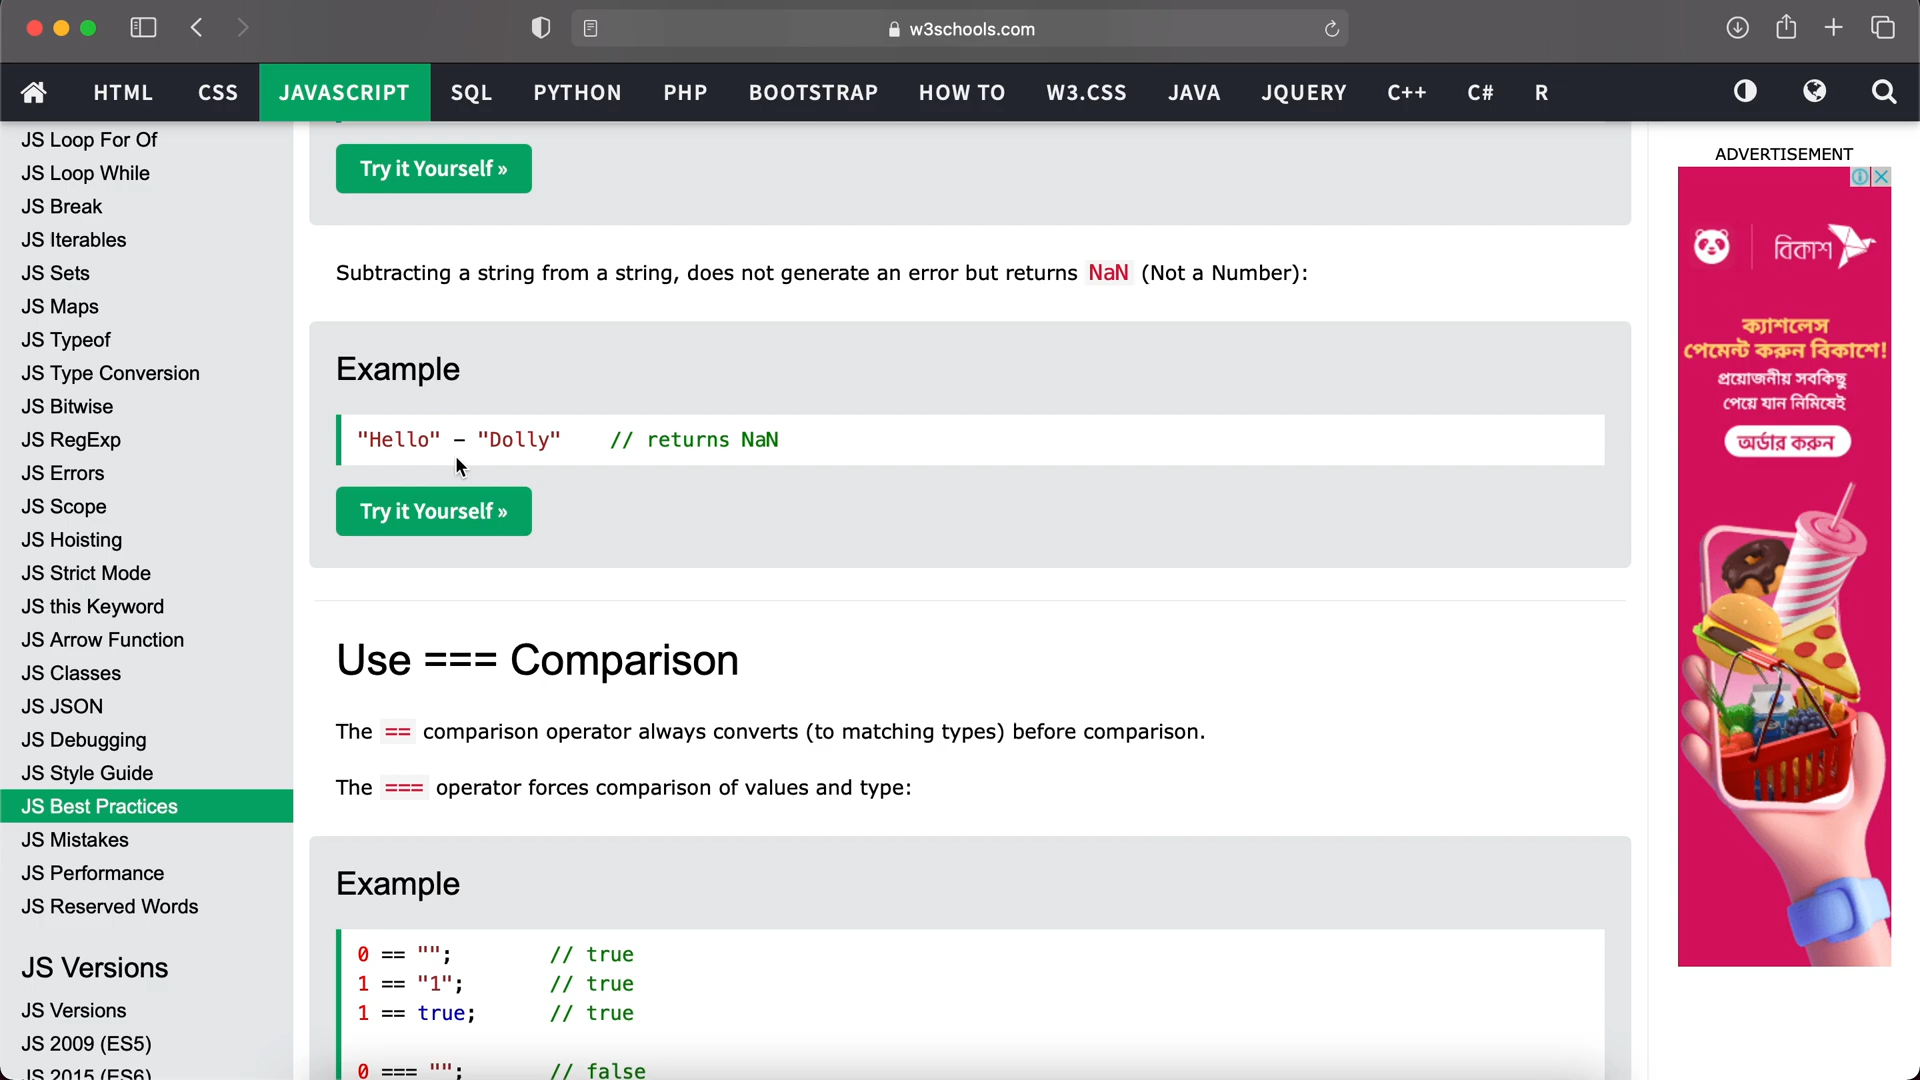 w3schools.com
HTML CSS JAVASCRIPT SQL PYTHON PHP BOOTSTRAP HOW TO W3.CSS JAVA JQUERY C++ C# R
JS Loop For Of
JS Loop While
JS Break
JS Iterables
JS Sets
JS Maps
JS Typeof
JS Type Conversion
JS Bitwise
JS RegExp
JS Errors
JS Scope
JS Hoisting
JS Strict Mode
JS this Keyword
JS Arrow Function
JS Classes
JS JSON
JS Debugging
JS Style Guide
JS Best Practices
JS Mistakes
JS Performance
JS Reserved Words
JS Versions
JS Versions
JS 2009 (ES5)
JS 2015 (ES6)
Try it Yourself »
Subtracting a string from a string, does not generate an error but returns NaN (Not a Number):
Example
"Hello" - "Dolly"    // returns NaN
Try it Yourself »
Use === Comparison
The == comparison operator always converts (to matching types) before comparison.
The === operator forces comparison of values and type:
Example
0 == "";        // true
1 == "1";       // true
1 == true;      // true
0 === "";       // false
ADVERTISEMENT
বিকাশ
ক্যাশলেস
পেমেন্ট করুন বিকাশে!
প্রয়োজনীয় সবকিছু
পেয়ে যান নিমিষেই
অর্ডার করুন